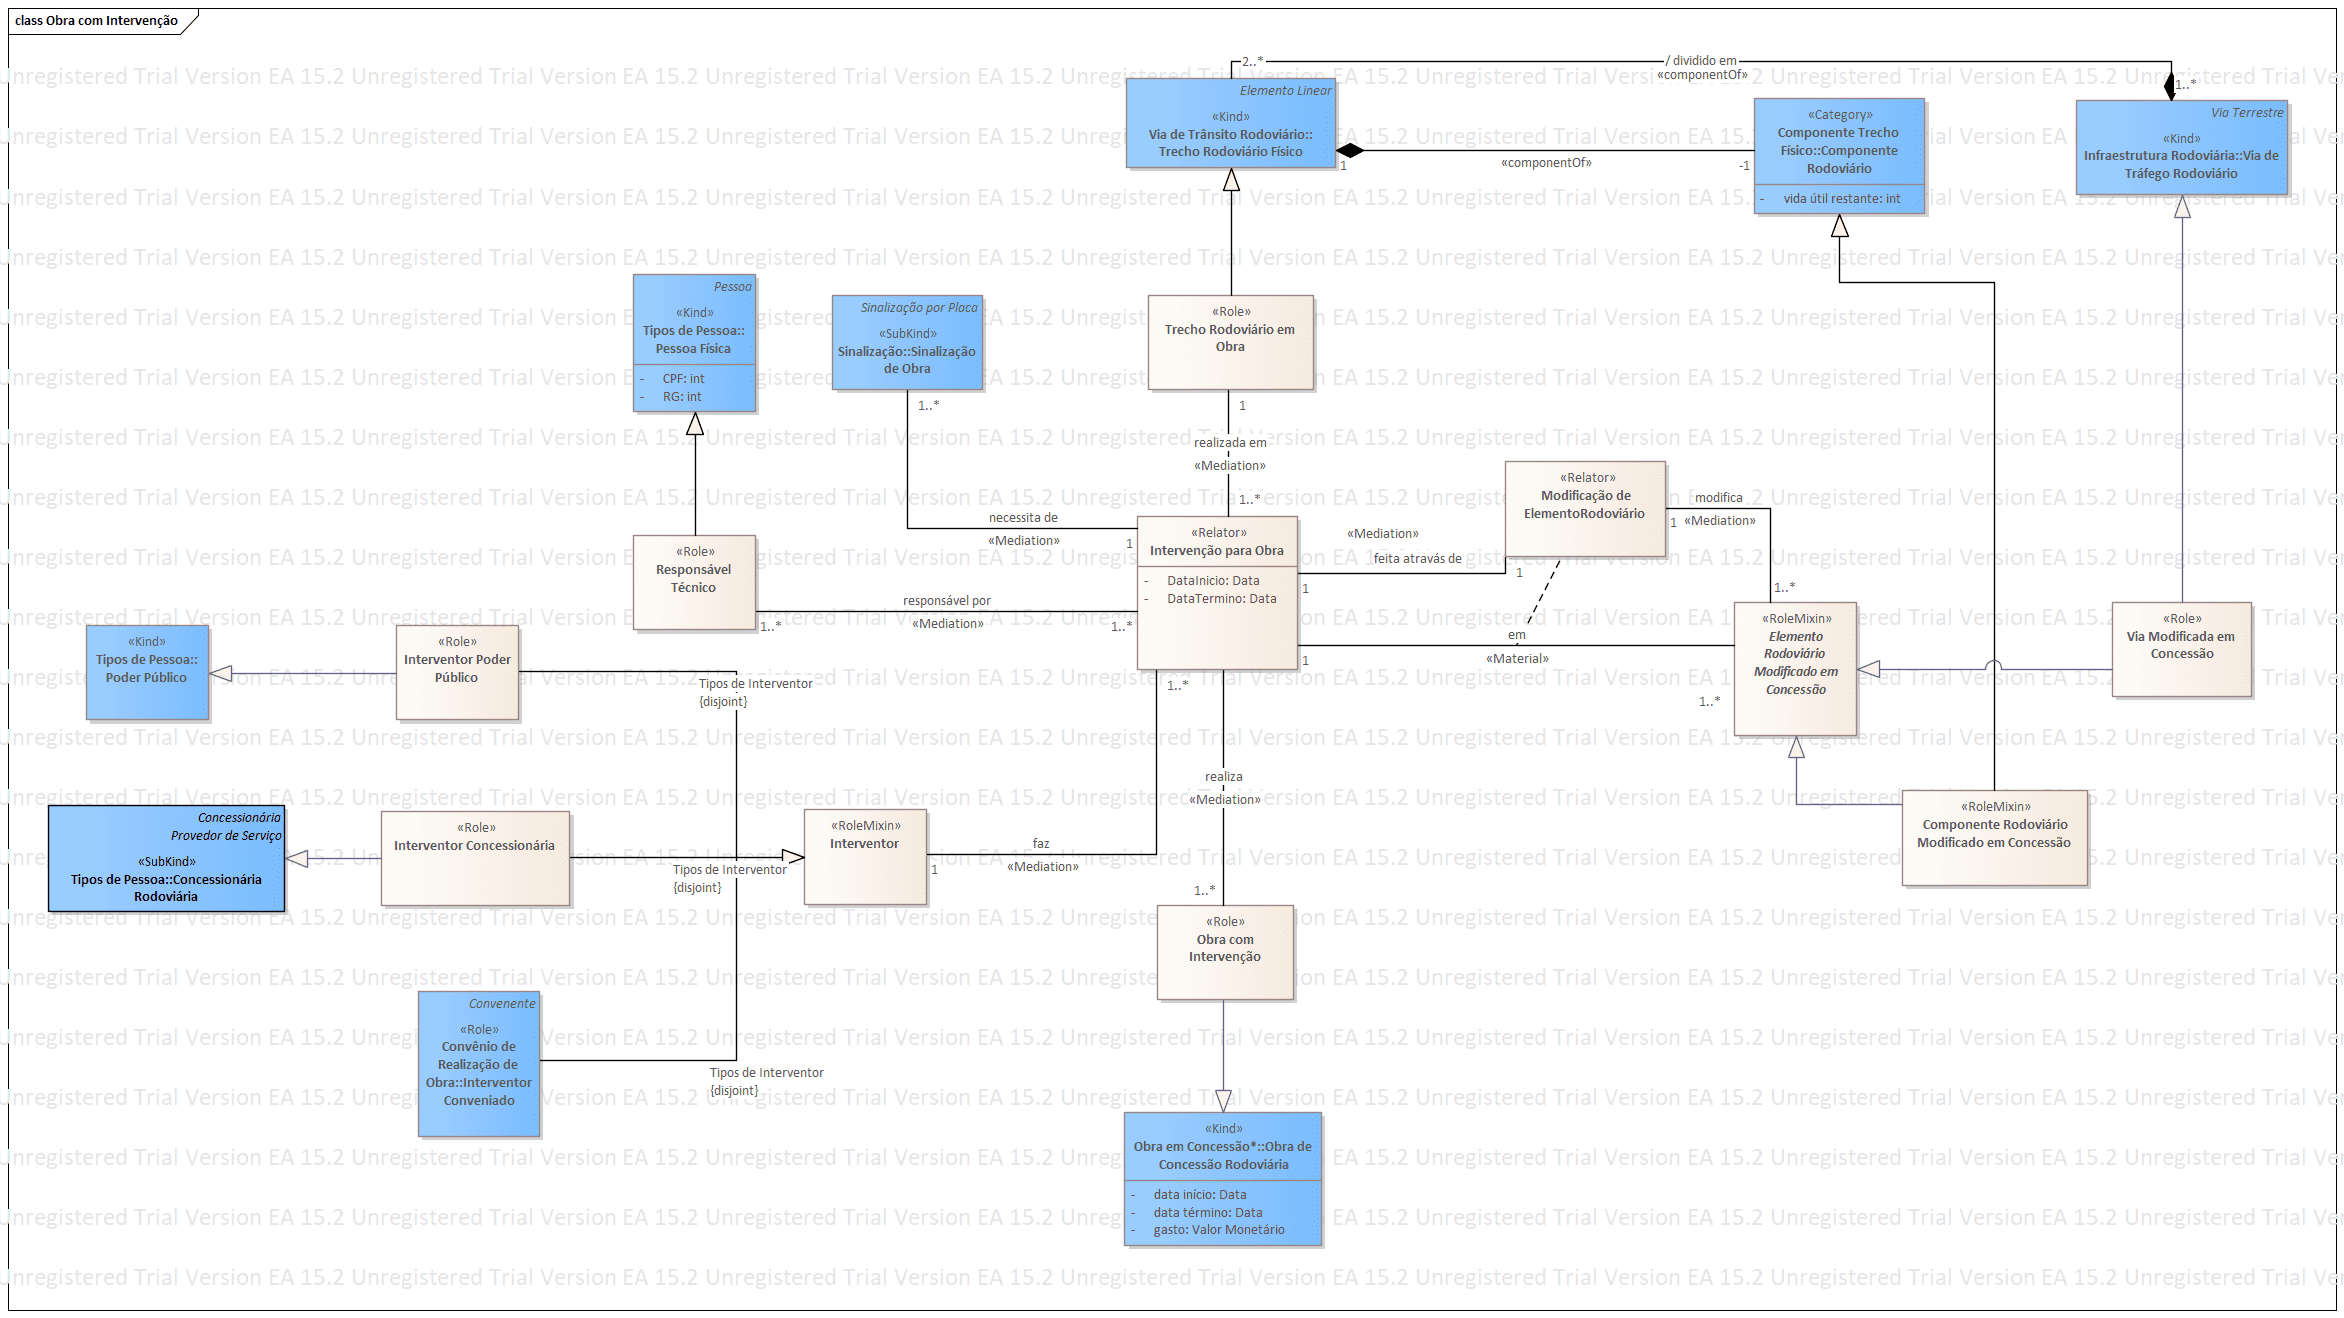 class Obra com Intervenção
2..*
/ dividido em
«componentOf»
1..*
Elemento Linear
«Kind»
Via de Trânsito Rodoviário::
Trecho Rodoviário Físico
1
«componentOf»
-1
«Category»
Componente Trecho
Físico::Componente
Rodoviário
- vida útil restante: int
Via Terrestre
«Kind»
Infraestrutura Rodoviária::Via de
Tráfego Rodoviário
Pessoa
«Kind»
Tipos de Pessoa::
Pessoa Física
- CPF: int
- RG: int
Sinalização por Placa
«SubKind»
Sinalização::Sinalização
de Obra
«Role»
Trecho Rodoviário em
Obra
1..*
1
realizada em
«Mediation»
1..*
necessita de
«Mediation»
1
«Relator»
Intervenção para Obra
- DataInicio: Data
- DataTermino: Data
«Mediation»
feita através de
1
1
«Relator»
Modificação de
ElementoRodoviário
modifica
1 «Mediation»
1..*
«Role»
Responsável
Técnico
responsável por
«Mediation»
1..*
1..*
em
«Material»
1
1..*
«RoleMixin»
Elemento
Rodoviário
Modificado em
Concessão
«Role»
Via Modificada em
Concessão
«Kind»
Tipos de Pessoa::
Poder Público
«Role»
Interventor Poder
Público
Tipos de Interventor
{disjoint}
1..*
realiza
«Mediation»
1..*
Concessionária
Provedor de Serviço
«SubKind»
Tipos de Pessoa::Concessionária
Rodoviária
«Role»
Interventor Concessionária
Tipos de Interventor
{disjoint}
«RoleMixin»
Interventor
1
faz
«Mediation»
«RoleMixin»
Componente Rodoviário
Modificado em Concessão
«Role»
Obra com
Intervenção
Convenente
«Role»
Convênio de
Realização de
Obra::Interventor
Conveniado
Tipos de Interventor
{disjoint}
«Kind»
Obra em Concessão*::Obra de
Concessão Rodoviária
- data início: Data
- data término: Data
- gasto: Valor Monetário